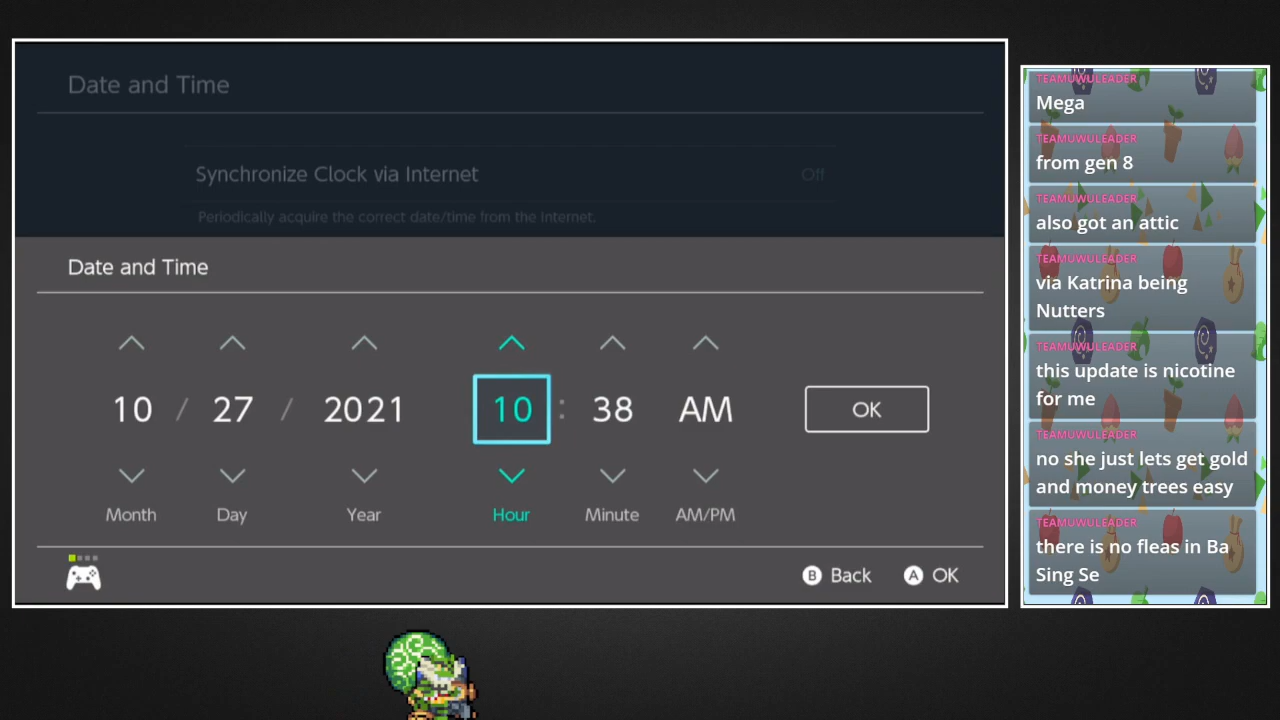 Date and Time
Synchronize Clock via Internet Off
Periodically acquire the correct date/time from the Internet.
Date and Time
10 / 27 / 2021 10 : 38 AM OK
Month Day Year Hour Minute AM/PM
B Back A OK
TEAMUWULEADER
Mega
TEAMUWULEADER
from gen 8
TEAMUWULEADER
also got an attic
TEAMUWULEADER
via Katrina being
Nutters
TEAMUWULEADER
this update is nicotine
for me
TEAMUWULEADER
no she just lets get gold
and money trees easy
TEAMUWULEADER
there is no fleas in Ba
Sing Se